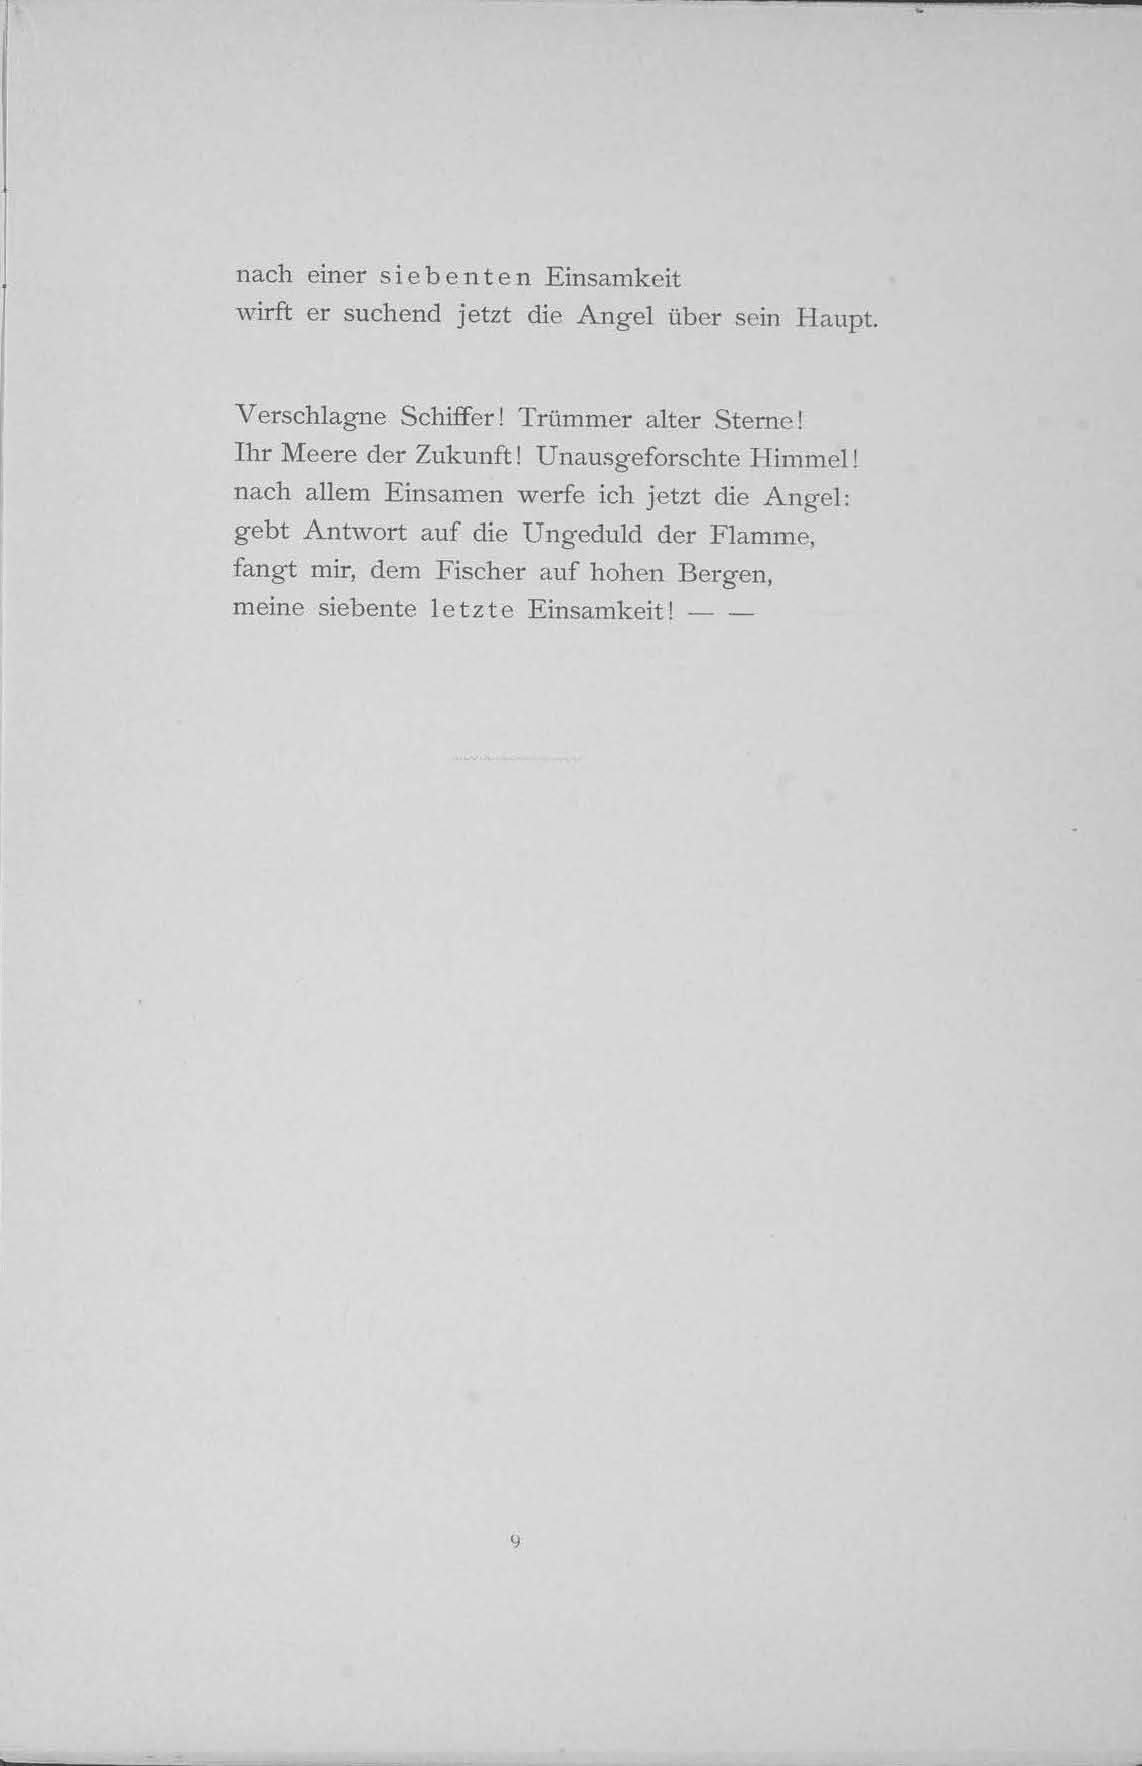 nach einer siebenten Einsamkeit
wirft er suchend jetzt die Angel über sein Haupt.
Verschlagne Schiffer! Trümmer alter Sterne!
Ihr Meere der Zukunft! Unausgeforschte Himmel!
nach allem Einsamen werfe ich jetzt die Angel:
gebt Antwort auf die Ungeduld der Flamme,
fangt mir, dem Fischer auf hohen Bergen,
meine siebente letzte Einsamkeit! — —
9